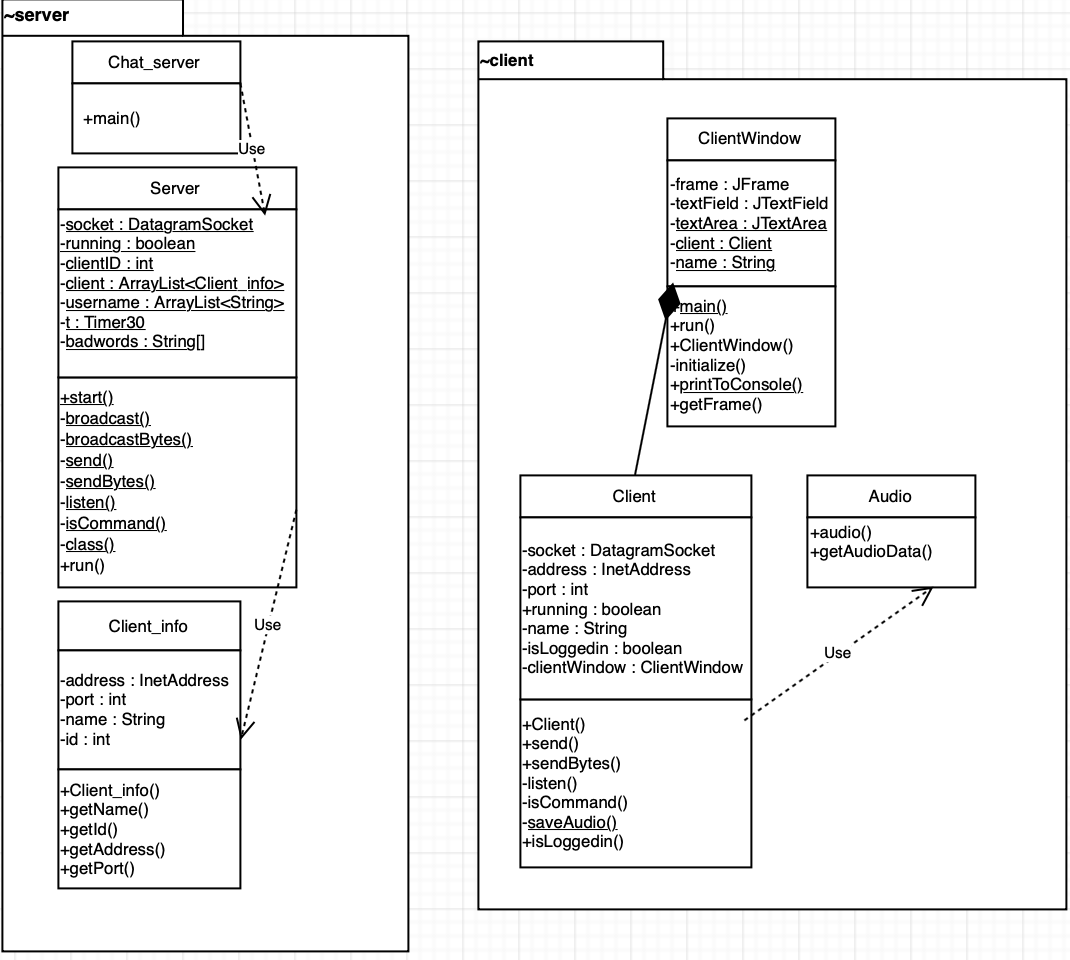 ~server
Chat_server
+main()
Use
Server
-socket : DatagramSocket
-running : boolean
-clientID : int
-client : ArrayList<Client_info>
-username : ArrayList<String>
-t : Timer30
-badwords : String[]
+start()
-broadcast()
-broadcastBytes()
-send()
-sendBytes()
-listen()
-isCommand()
-class()
+run()
Use
Client_info
-address : InetAddress
-port : int
-name : String
-id : int
+Client_info()
+getName()
+getId()
+getAddress()
+getPort()
~client
ClientWindow
-frame : JFrame
-textField : JTextField
-textArea : JTextArea
-client : Client
-name : String
+main()
+run()
+ClientWindow()
-initialize()
+printToConsole()
+getFrame()
Client
-socket : DatagramSocket
-address : InetAddress
-port : int
+running : boolean
-name : String
-isLoggedin : boolean
-clientWindow : ClientWindow
+Client()
+send()
+sendBytes()
-listen()
-isCommand()
-saveAudio()
+isLoggedin()
Audio
+audio()
+getAudioData()
Use